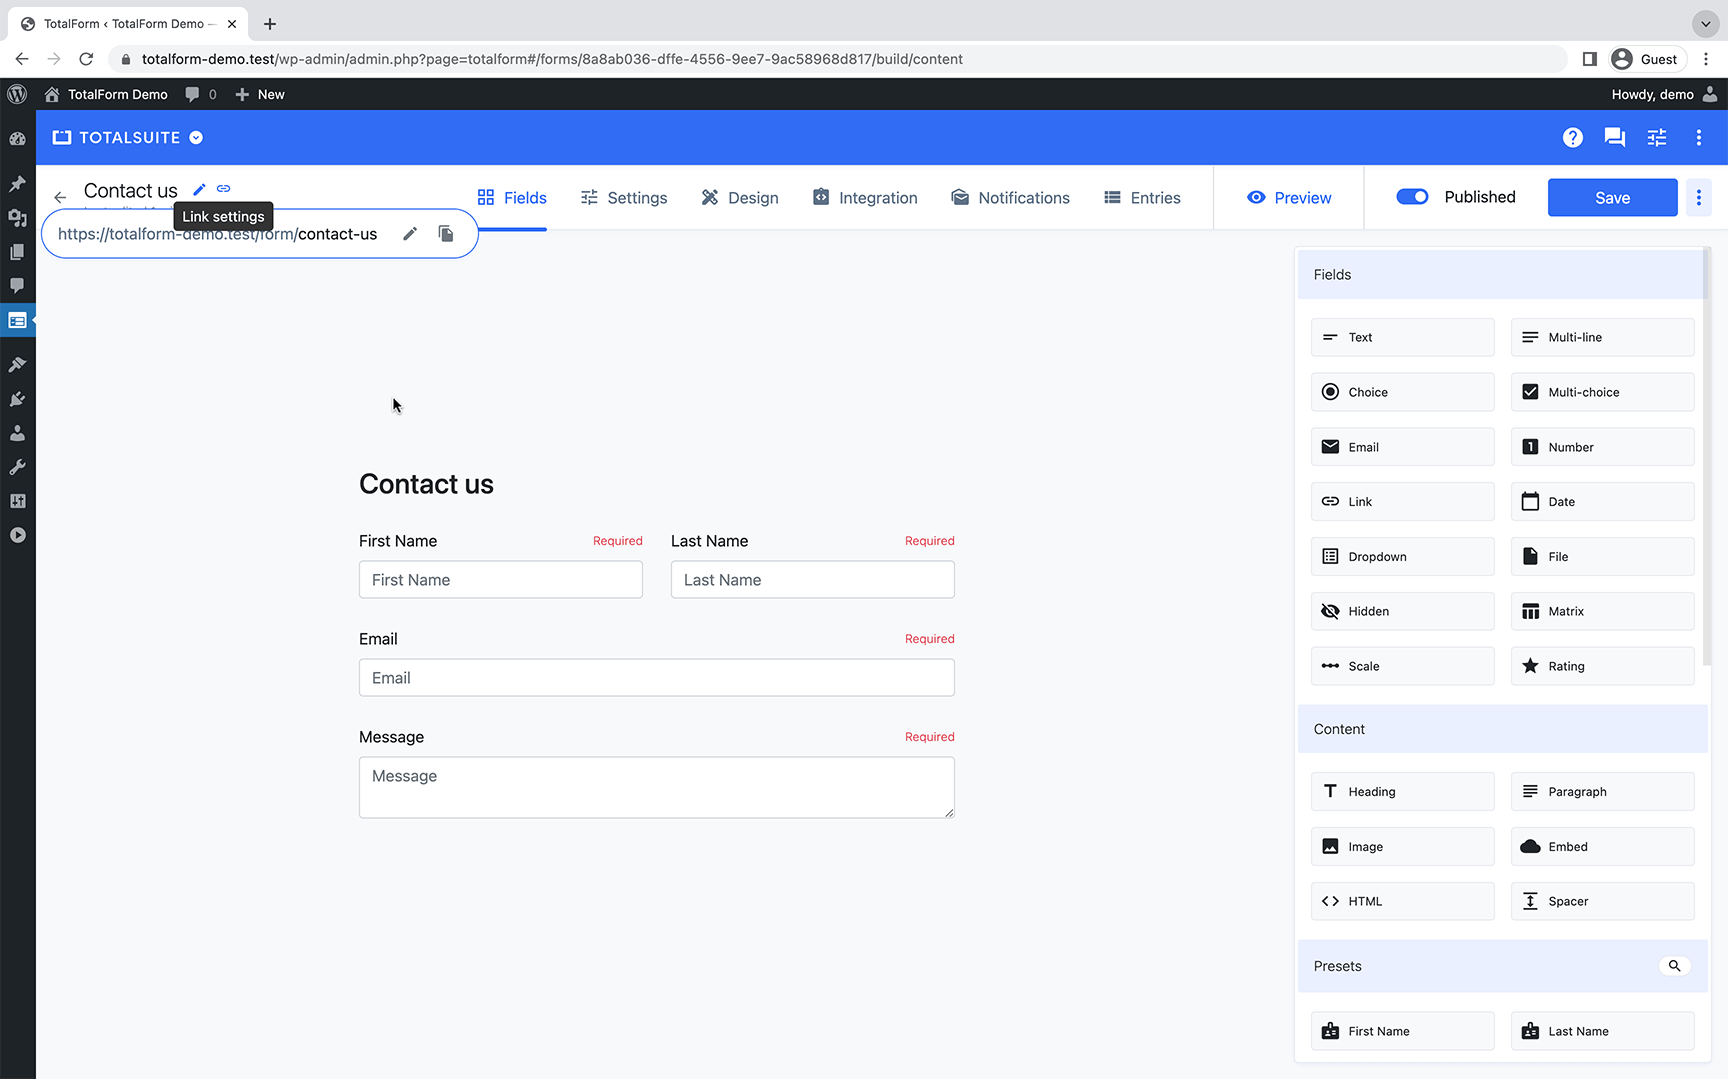 TotalForm ‹ TotalForm Demo —
totalform-demo.test/wp-admin/admin.php?page=totalform#/forms/8a8ab036-dffe-4556-9ee7-9ac58968d817/build/content
Guest
TotalForm Demo
0
New
Howdy, demo
TOTALSUITE
Contact us
Link settings
https://totalform-demo.test/form/contact-us
Fields
Settings
Design
Integration
Notifications
Entries
Preview
Published
Save
Contact us
First Name
Required
Last Name
Required
First Name
Last Name
Email
Required
Email
Message
Required
Message
Fields
Text
Multi-line
Choice
Multi-choice
Email
Number
Link
Date
Dropdown
File
Hidden
Matrix
Scale
Rating
Content
Heading
Paragraph
Image
Embed
HTML
Spacer
Presets
First Name
Last Name